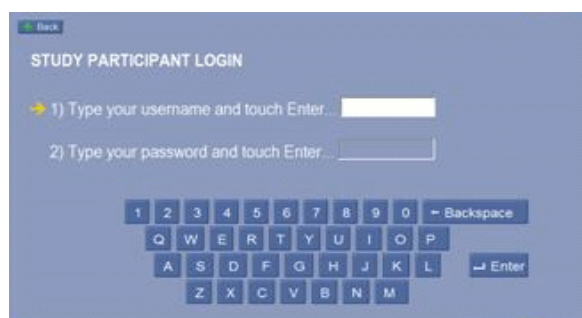 Back
STUDY PARTICIPANT LOGIN
1) Type your username and touch Enter...
2) Type your password and touch Enter...
1 2 3 4 5 6 7 8 9 0 Backspace
Q W E R T Y U I O P
A S D F G H J K L Enter
Z X C V B N M